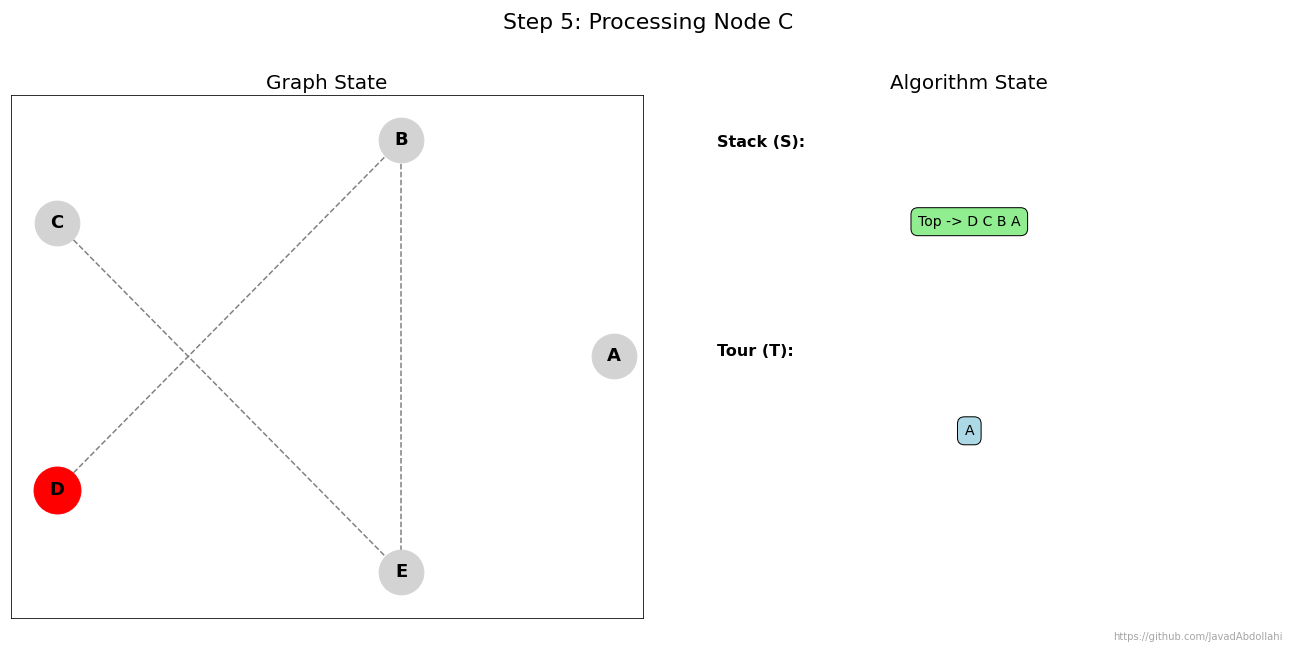 Step 5: Processing Node C
Graph State
B
C
A
D
E
Algorithm State
Stack (S):
Top -> D C B A
Tour (T):
A
https://github.com/JavadAbdollahi